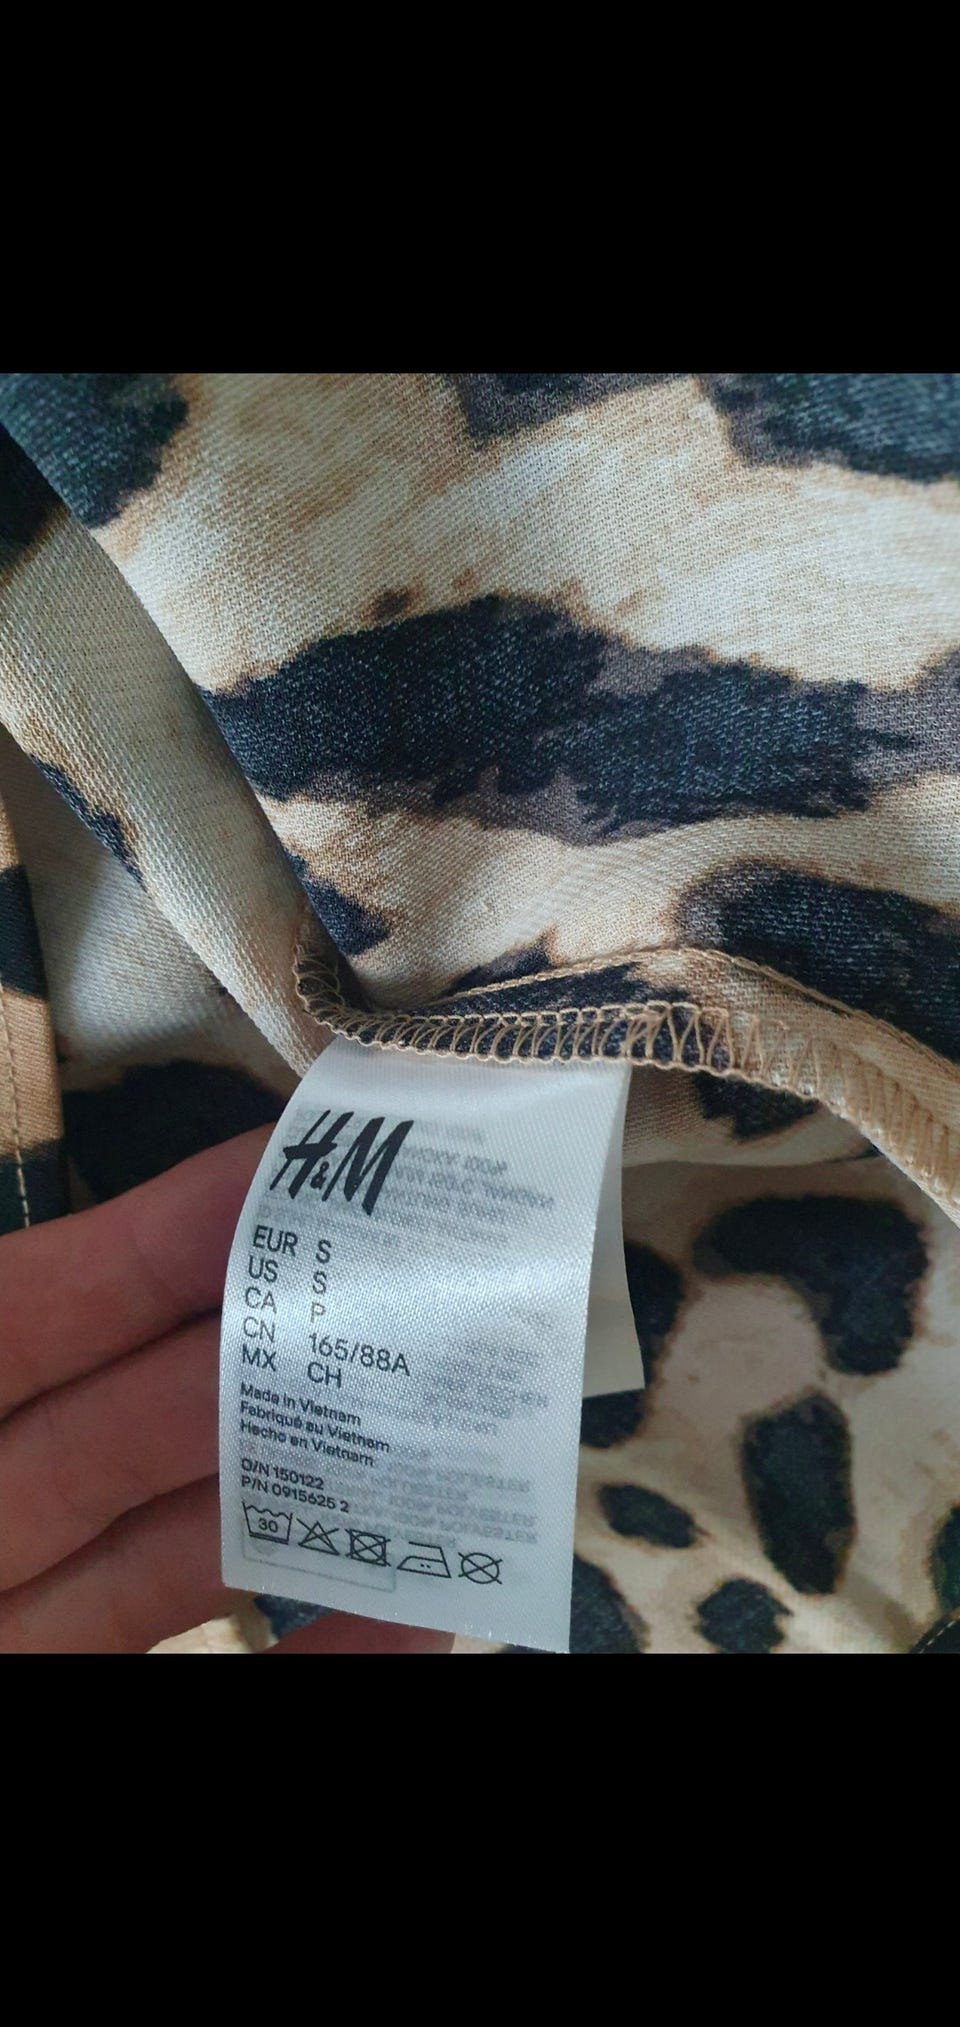 H&M
EUR S
US S
CA P
CN 165/88A
MX CH
Made in Vietnam
Fabriqué au Vietnam
Hecho en Vietnam
O/N 150122
P/N 0915625 2
30